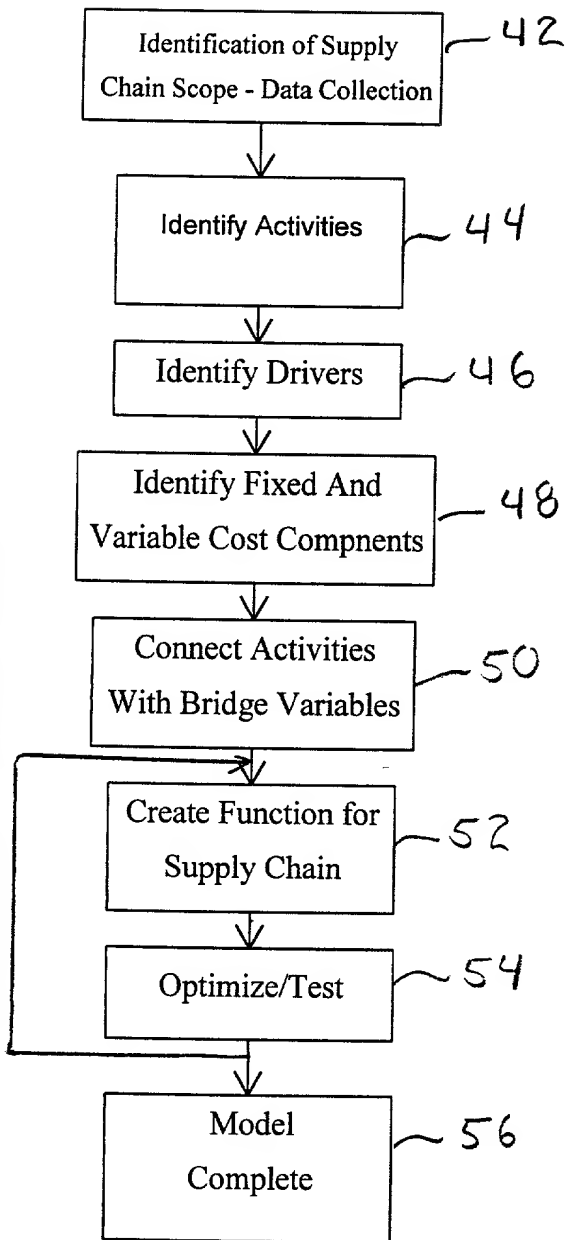 Identification of Supply
Chain Scope - Data Collection
42
Identify Activities
44
Identify Drivers
46
Identify Fixed And
Variable Cost Compnents
48
Connect Activities
With Bridge Variables
50
Create Function for
Supply Chain
52
Optimize/Test
54
Model
Complete
56